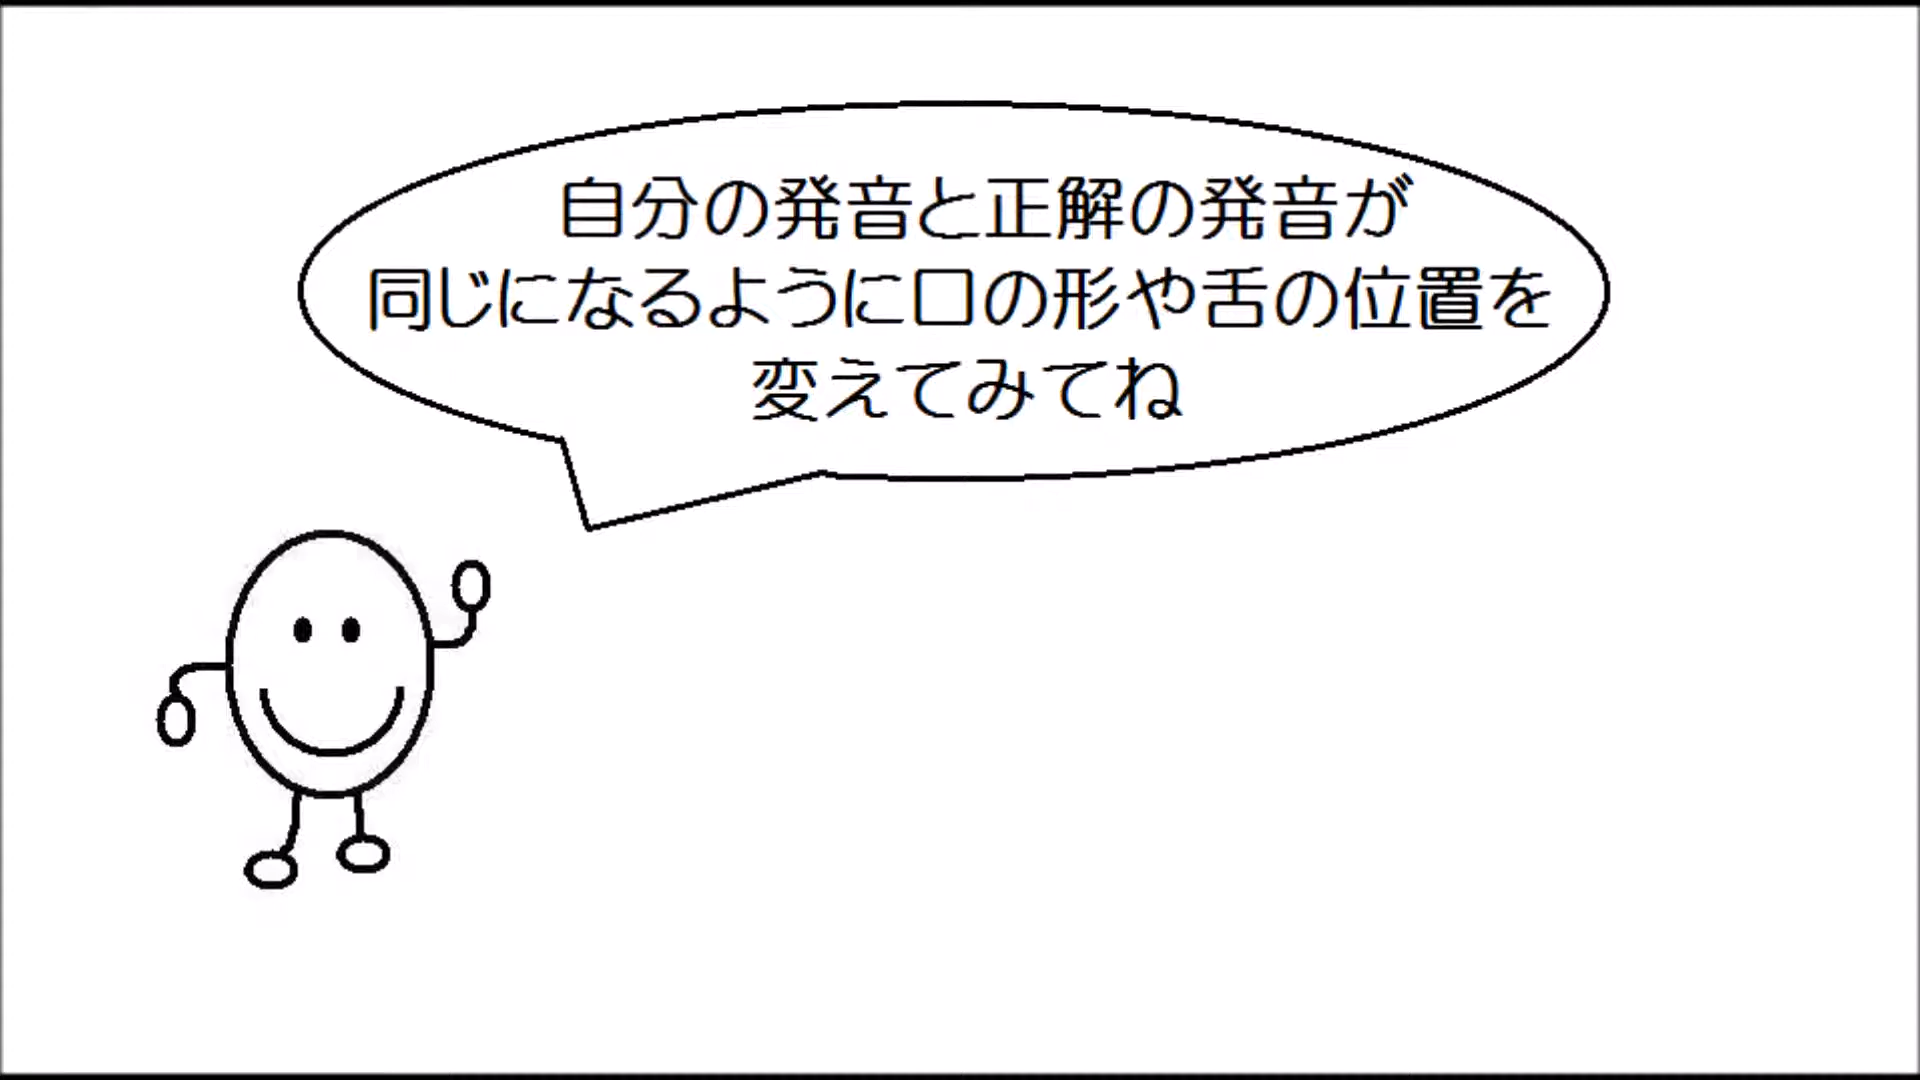 自分の発音と正解の発音が
同じになるように口の形や舌の位置を
変えてみてね